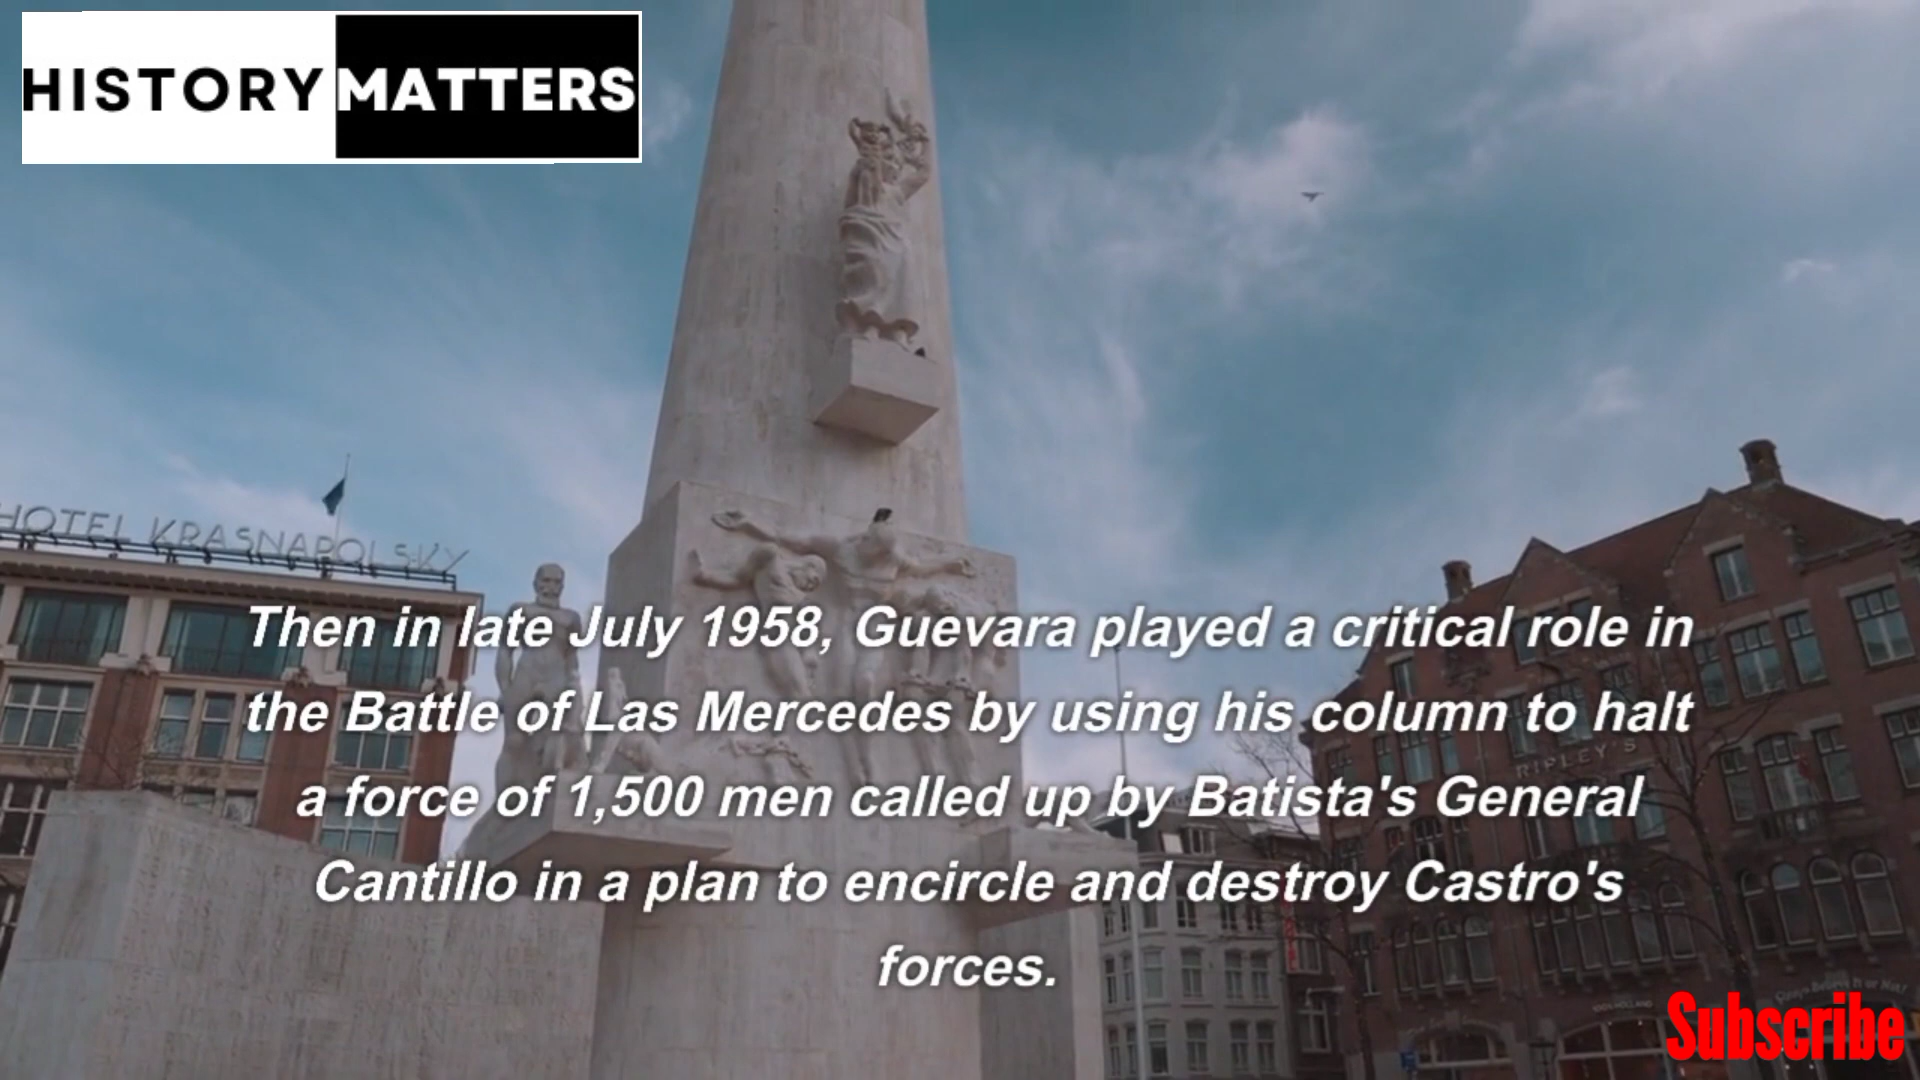 HISTORY MATTERS
HOTEL KRASNAPOLSKY
Then in late July 1958, Guevara played a critical role in
the Battle of Las Mercedes by using his column to halt
a force of 1,500 men called up by Batista's General
Cantillo in a plan to encircle and destroy Castro's
forces.
RIPLEY'S
Subscribe